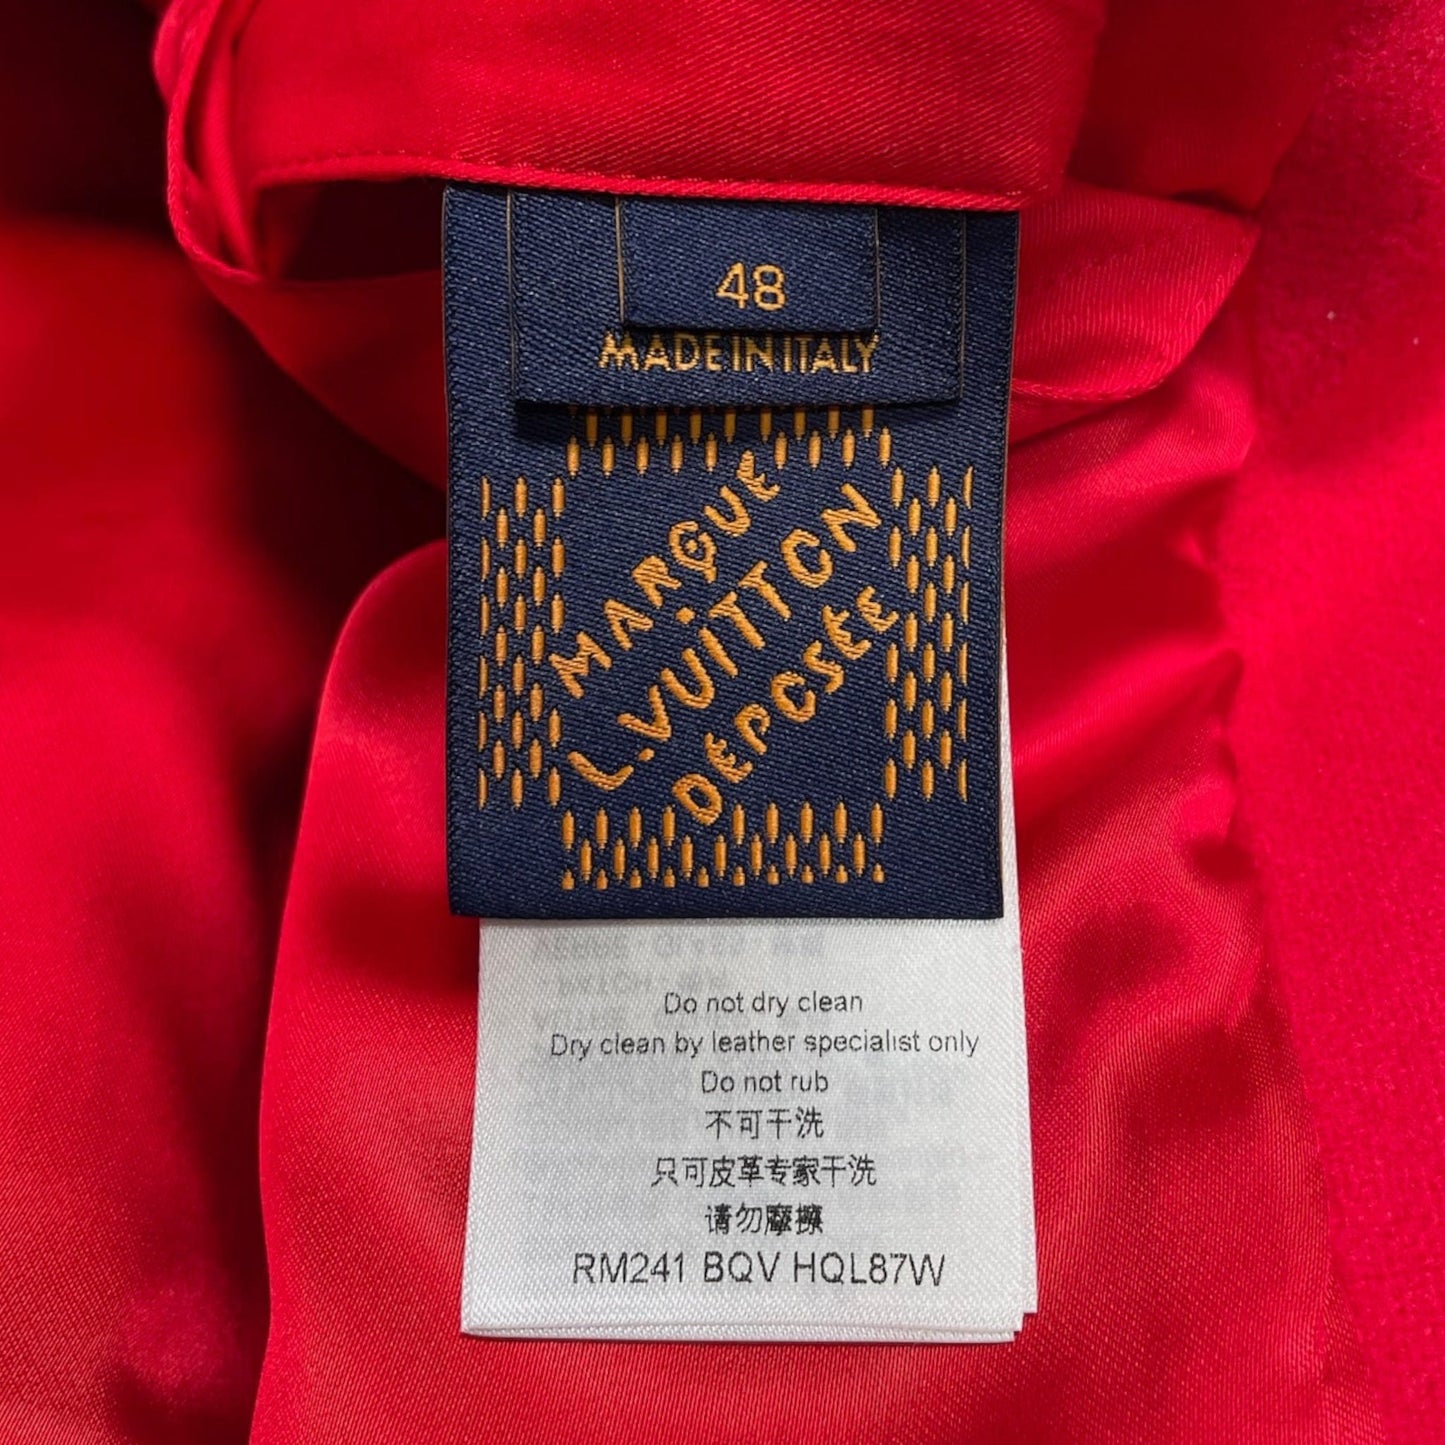 48
MADE IN ITALY
MARQUE
L.VUITTON
DEPOSÉE
Do not dry clean
Dry clean by leather specialist only
Do not rub
不可干洗
只可皮革专家干洗
请勿摩擦
RM241 BQV HQL87W